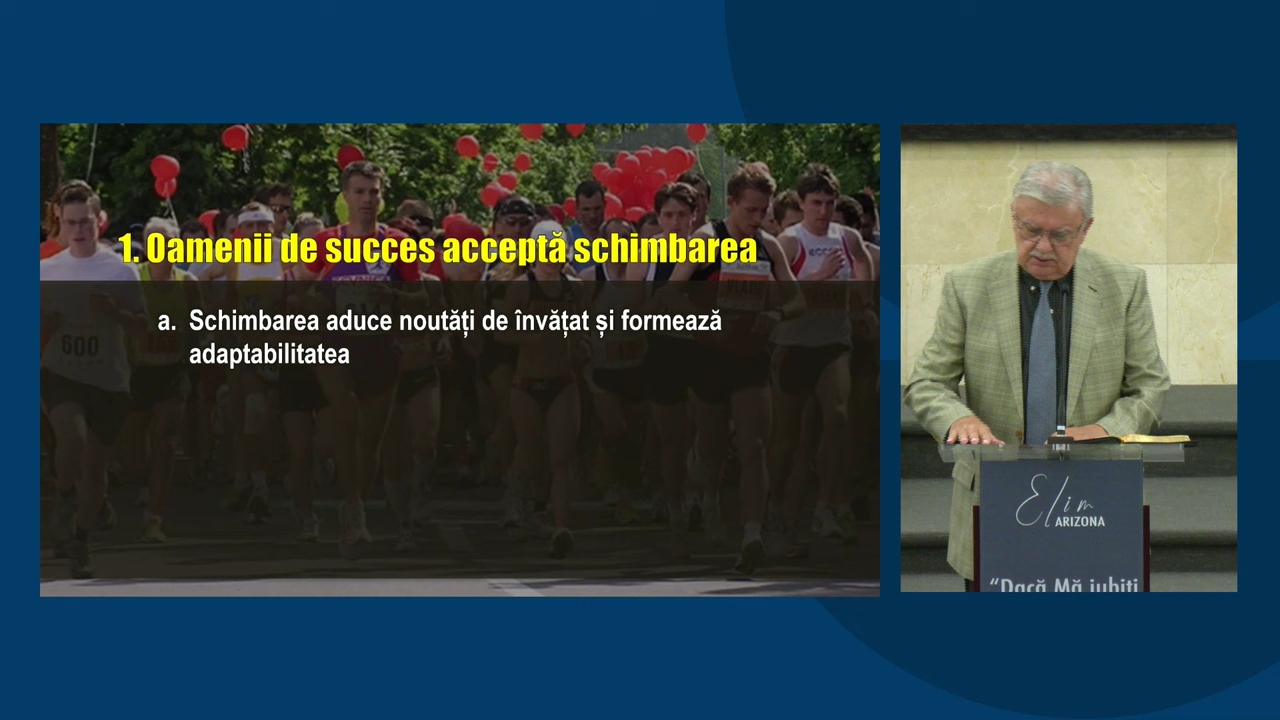 1. Oamenii de succes acceptă schimbarea
a. Schimbarea aduce noutăți de învățat și formează
adaptabilitatea
600
Elim
ARIZONA
“Dacă Mă iubiți